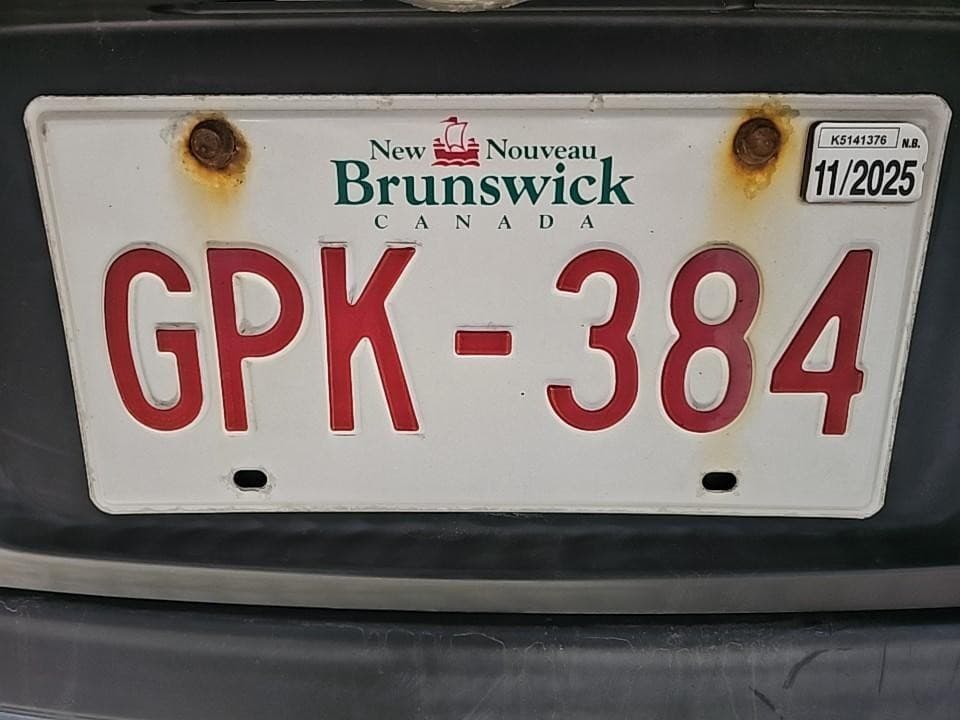 New Nouveau
Brunswick
CANADA
K5141376 N.B.
11/2025
GPK-384